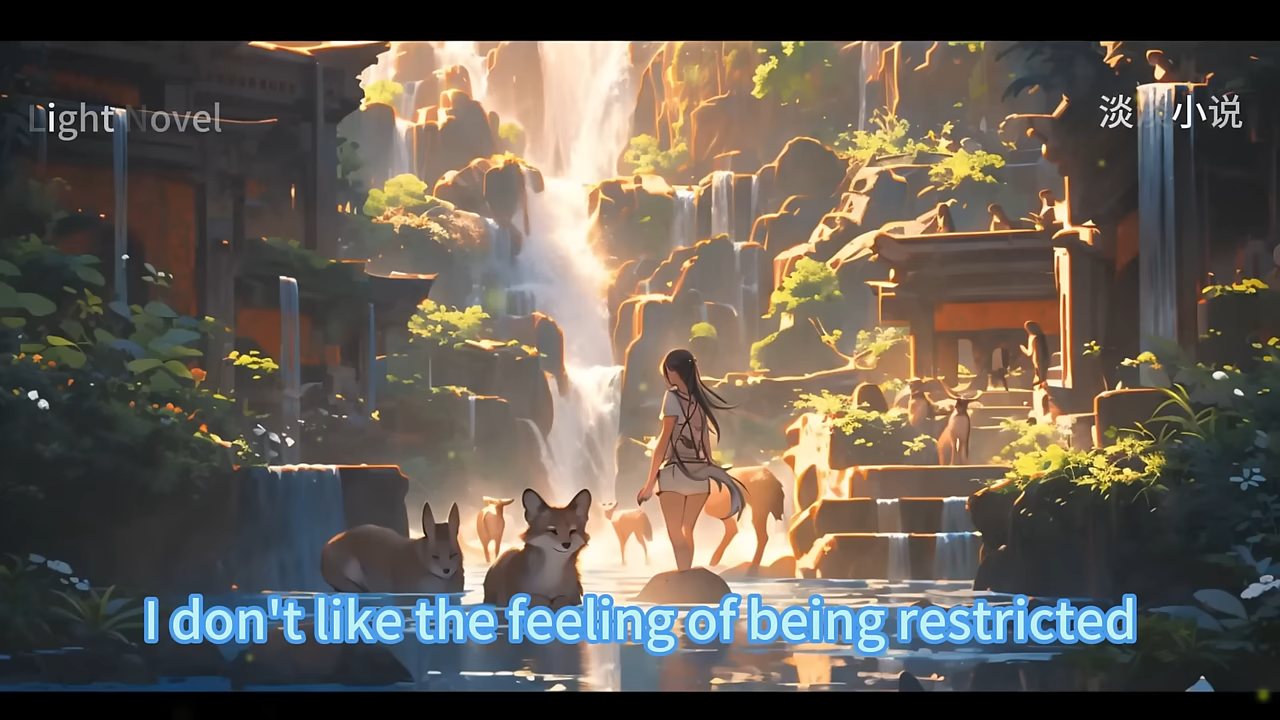 Light Novel
淡 小说
I don't like the feeling of being restricted